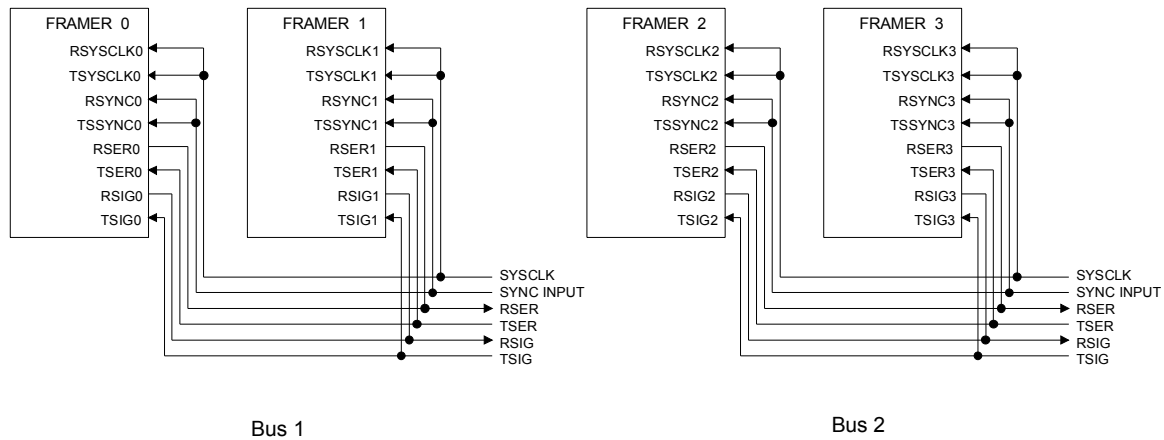 FRAMER 0
RSYSCLK0
TSYSCLK0
RSYNC0
TSSYNC0
RSER0
TSER0
RSIG0
TSIG0
FRAMER 1
RSYSCLK1
TSYSCLK1
RSYNC1
TSSYNC1
RSER1
TSER1
RSIG1
TSIG1
SYSCLK
SYNC INPUT
RSER
TSER
RSIG
TSIG
Bus 1
FRAMER 2
RSYSCLK2
TSYSCLK2
RSYNC2
TSSYNC2
RSER2
TSER2
RSIG2
TSIG2
FRAMER 3
RSYSCLK3
TSYSCLK3
RSYNC3
TSSYNC3
RSER3
TSER3
RSIG3
TSIG3
SYSCLK
SYNC INPUT
RSER
TSER
RSIG
TSIG
Bus 2